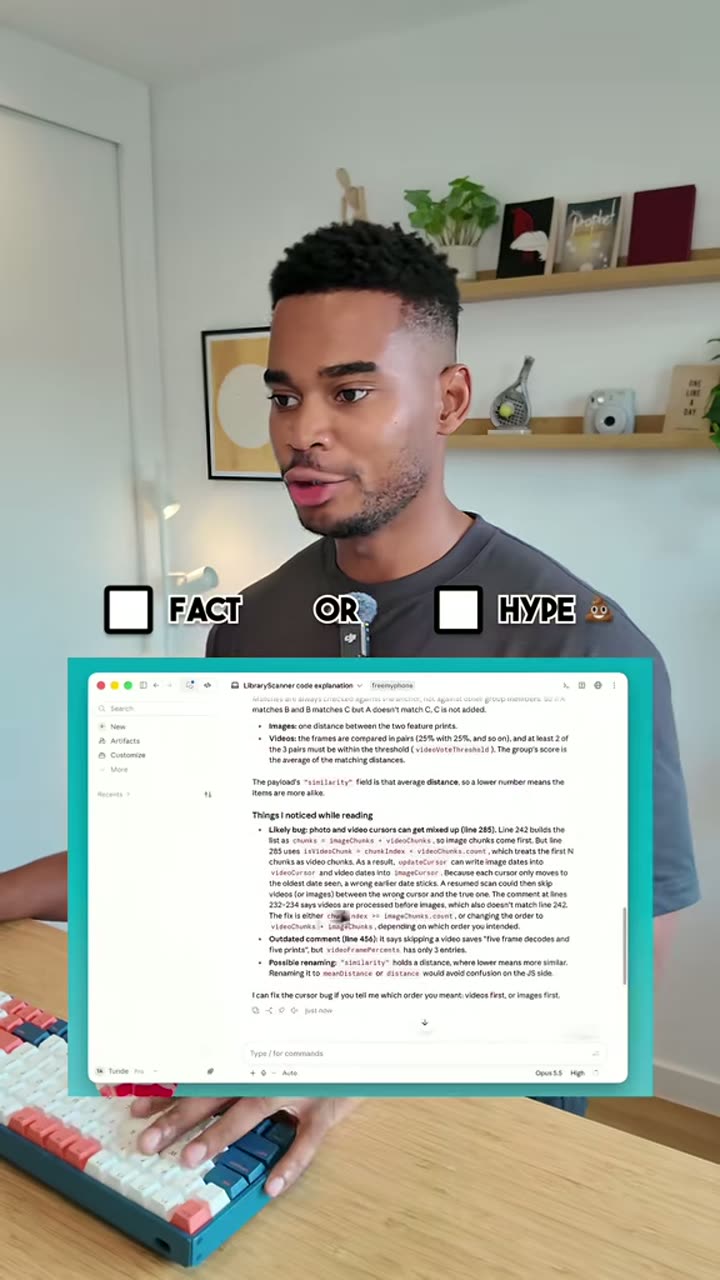 Prophet
ONE
LINE
A
DAY
FACT OR HYPE 💩
dji
LibraryScanner code explanation freemyphone
Search
New
Artifacts
Customize
More
Recents
matches B and B matches C but A doesn't match C, C is not added.
• Images: one distance between the two feature prints.
• Videos: the frames are compared in pairs (25% with 25%, and so on), and at least 2 of
the 3 pairs must be within the threshold ( videoVoteThreshold ). The group's score is
the average of the matching distances.
The payload's "similarity" field is that average distance, so a lower number means the
items are more alike.
Things I noticed while reading
• Likely bug: photo and video cursors can get mixed up (line 285). Line 242 builds the
list as chunks = imageChunks + videoChunks , so image chunks come first. But line
285 uses isVideoChunk = chunkIndex < videoChunks.count , which treats the first N
chunks as video chunks. As a result, updateCursor can write image dates into
videoCursor and video dates into imageCursor . Because each cursor only moves to
the oldest date seen, a wrong earlier date sticks. A resumed scan could then skip
videos (or images) between the wrong cursor and the true one. The comment at lines
232-234 says videos are processed before images, which also doesn't match line 242.
The fix is either >= imageChunks.count , or changing the order to
videoChunks + imageChunks , depending on which order you intended.
• Outdated comment (line 456): it says skipping a video saves "five frame decodes and
five prints", but videoFramePercents has only 3 entries.
• Possible renaming: "similarity" holds a distance, where lower means more similar.
Renaming it to meanDistance or distance would avoid confusion on the JS side.
I can fix the cursor bug if you tell me which order you meant: videos first, or images first.
just now
Type / for commands
Tunde Pro
Auto
Opus 5.5 High